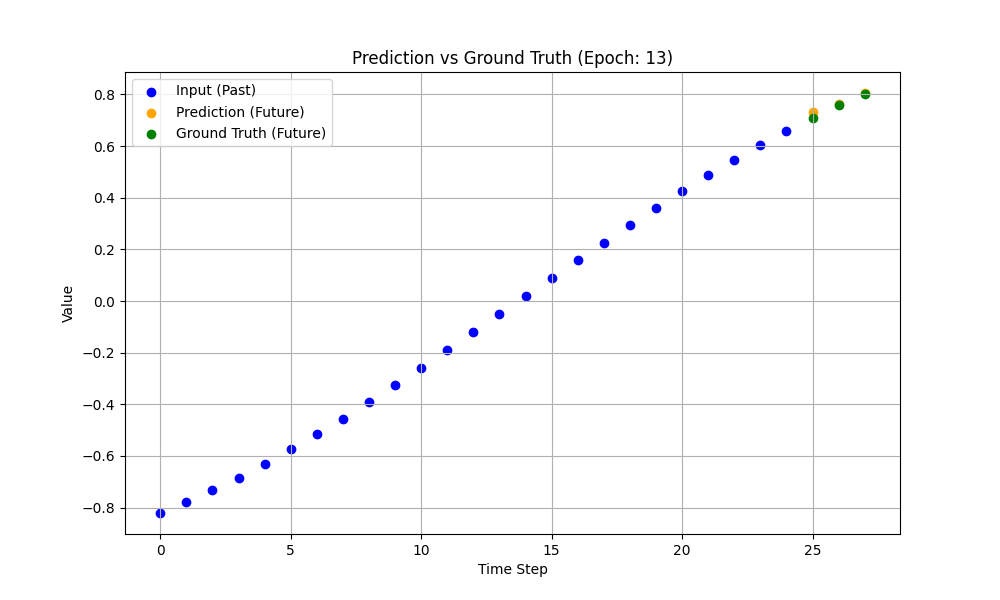 Prediction vs Ground Truth (Epoch: 13)
Input (Past)
Prediction (Future)
Ground Truth (Future)
0.8
0.6
0.4
0.2
0.0
−0.2
−0.4
−0.6
−0.8
Value
0 5 10 15 20 25
Time Step